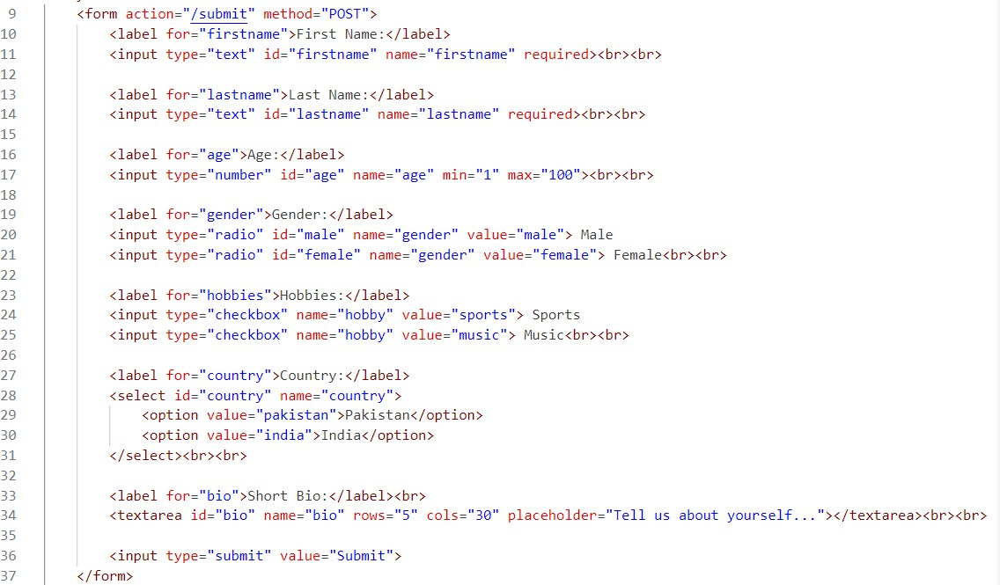 9 <form action="/submit" method="POST">
10 <label for="firstname">First Name:</label>
11 <input type="text" id="firstname" name="firstname" required><br><br>
12
13 <label for="lastname">Last Name:</label>
14 <input type="text" id="lastname" name="lastname" required><br><br>
15
16 <label for="age">Age:</label>
17 <input type="number" id="age" name="age" min="1" max="100"><br><br>
18
19 <label for="gender">Gender:</label>
20 <input type="radio" id="male" name="gender" value="male"> Male
21 <input type="radio" id="female" name="gender" value="female"> Female<br><br>
22
23 <label for="hobbies">Hobbies:</label>
24 <input type="checkbox" name="hobby" value="sports"> Sports
25 <input type="checkbox" name="hobby" value="music"> Music<br><br>
26
27 <label for="country">Country:</label>
28 <select id="country" name="country">
29 <option value="pakistan">Pakistan</option>
30 <option value="india">India</option>
31 </select><br><br>
32
33 <label for="bio">Short Bio:</label><br>
34 <textarea id="bio" name="bio" rows="5" cols="30" placeholder="Tell us about yourself..."></textarea><br><br>
35
36 <input type="submit" value="Submit">
37 </form>